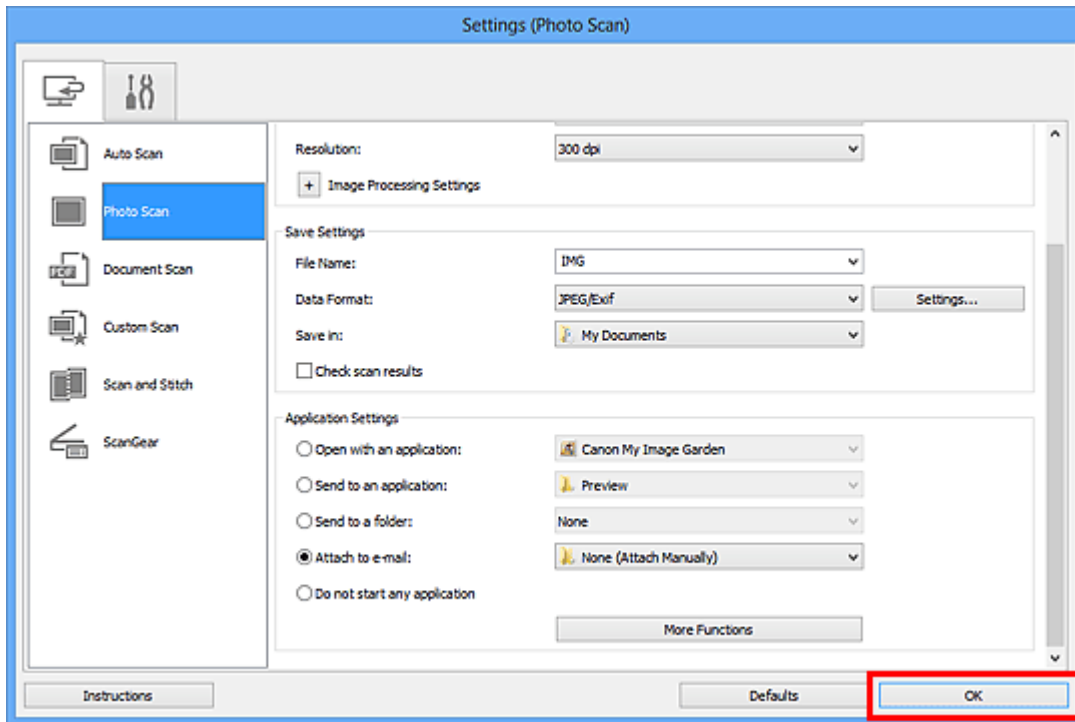 Settings (Photo Scan)
Auto Scan
Photo Scan
Document Scan
Custom Scan
Scan and Stitch
ScanGear
Resolution: 300 dpi
+ Image Processing Settings
Save Settings
File Name: IMG
Data Format: JPEG/Exif Settings...
Save in: My Documents
Check scan results
Application Settings
Open with an application: Canon My Image Garden
Send to an application: Preview
Send to a folder: None
Attach to e-mail: None (Attach Manually)
Do not start any application
More Functions
Instructions Defaults OK